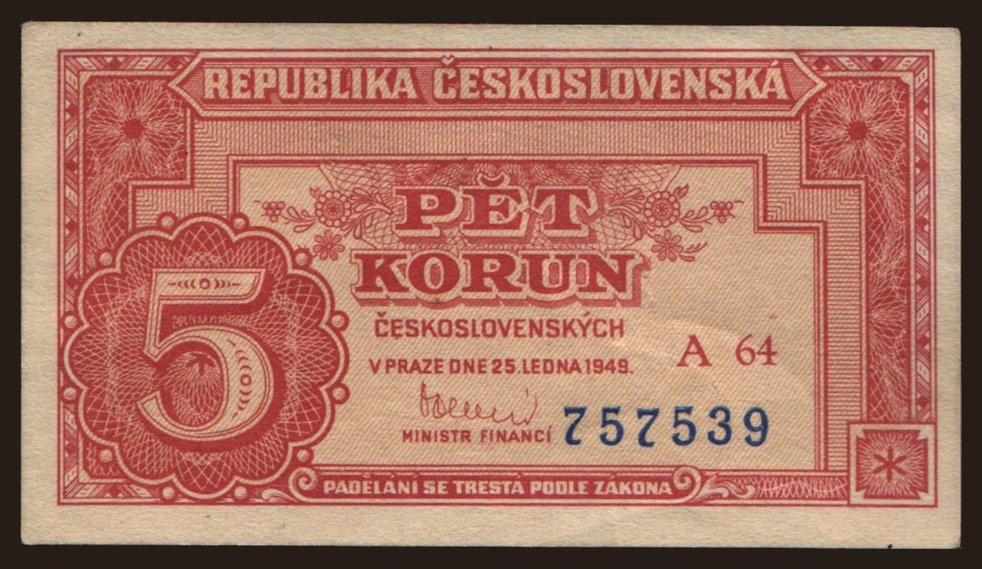 REPUBLIKA ČESKOSLOVENSKÁ
PĚT
KORUN
5
ČESKOSLOVENSKÝCH
V PRAZE DNE 25. LEDNA 1949.
A 64
MINISTR FINANCÍ
757539
PADĚLÁNÍ SE TRESTÁ PODLE ZÁKONA